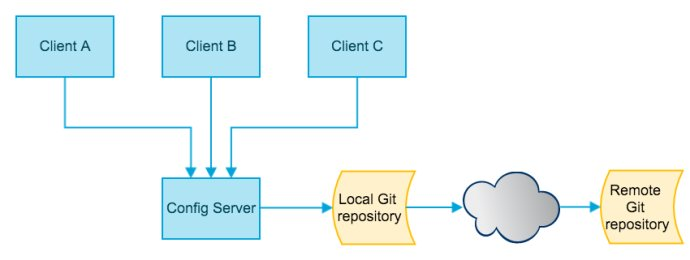 Client A
Client B
Client C
Config Server
Local Git
repository
Remote
Git
repository